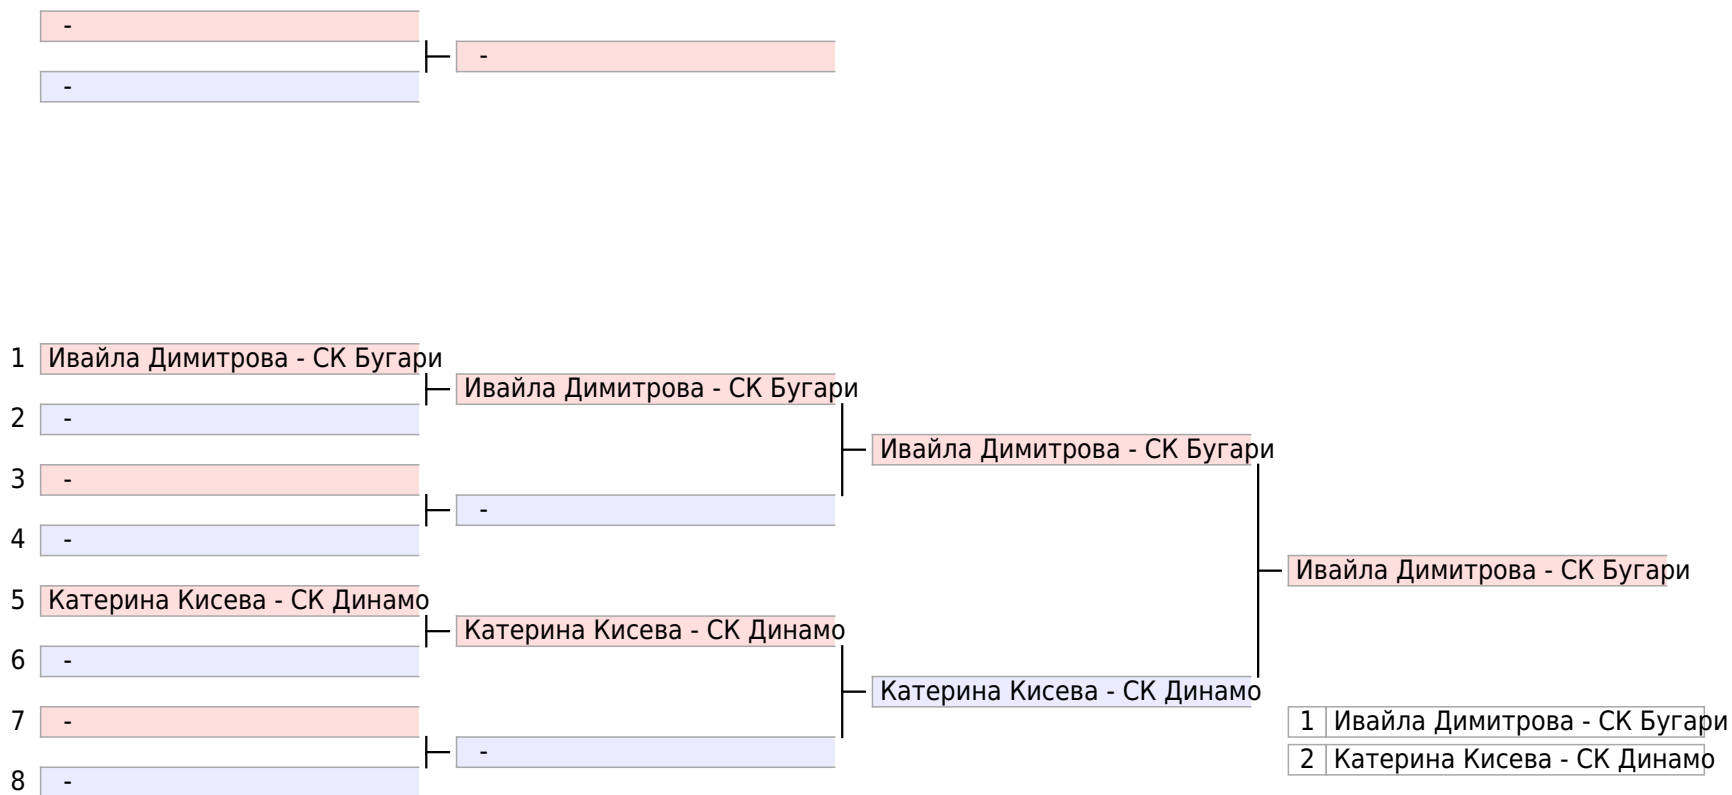 -
-
-
1 Ивайла Димитрова - СК Бугари
Ивайла Димитрова - СК Бугари
2 -
Ивайла Димитрова - СК Бугари
3 -
-
4 -
Ивайла Димитрова - СК Бугари
5 Катерина Кисева - СК Динамо
Катерина Кисева - СК Динамо
6 -
Катерина Кисева - СК Динамо
7 -
1 Ивайла Димитрова - СК Бугари
-
2 Катерина Кисева - СК Динамо
8 -